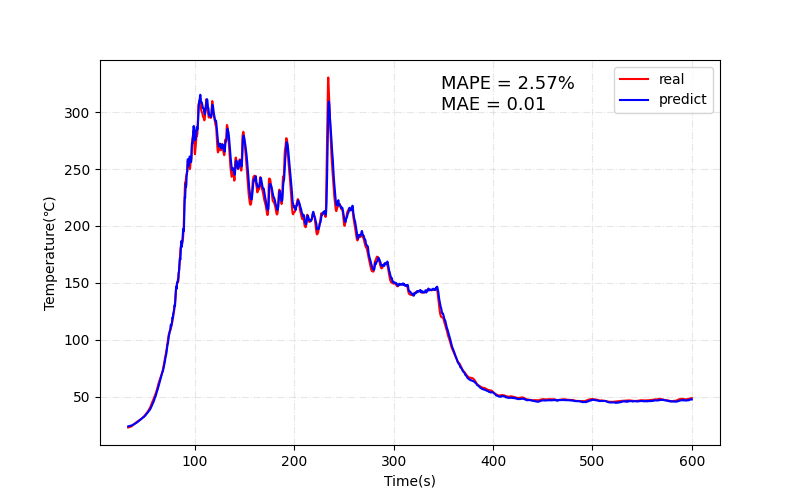 MAPE = 2.57%
MAE = 0.01
real
predict
Temperature(℃)
300
250
200
150
100
50
100
200
300
400
500
600
Time(s)